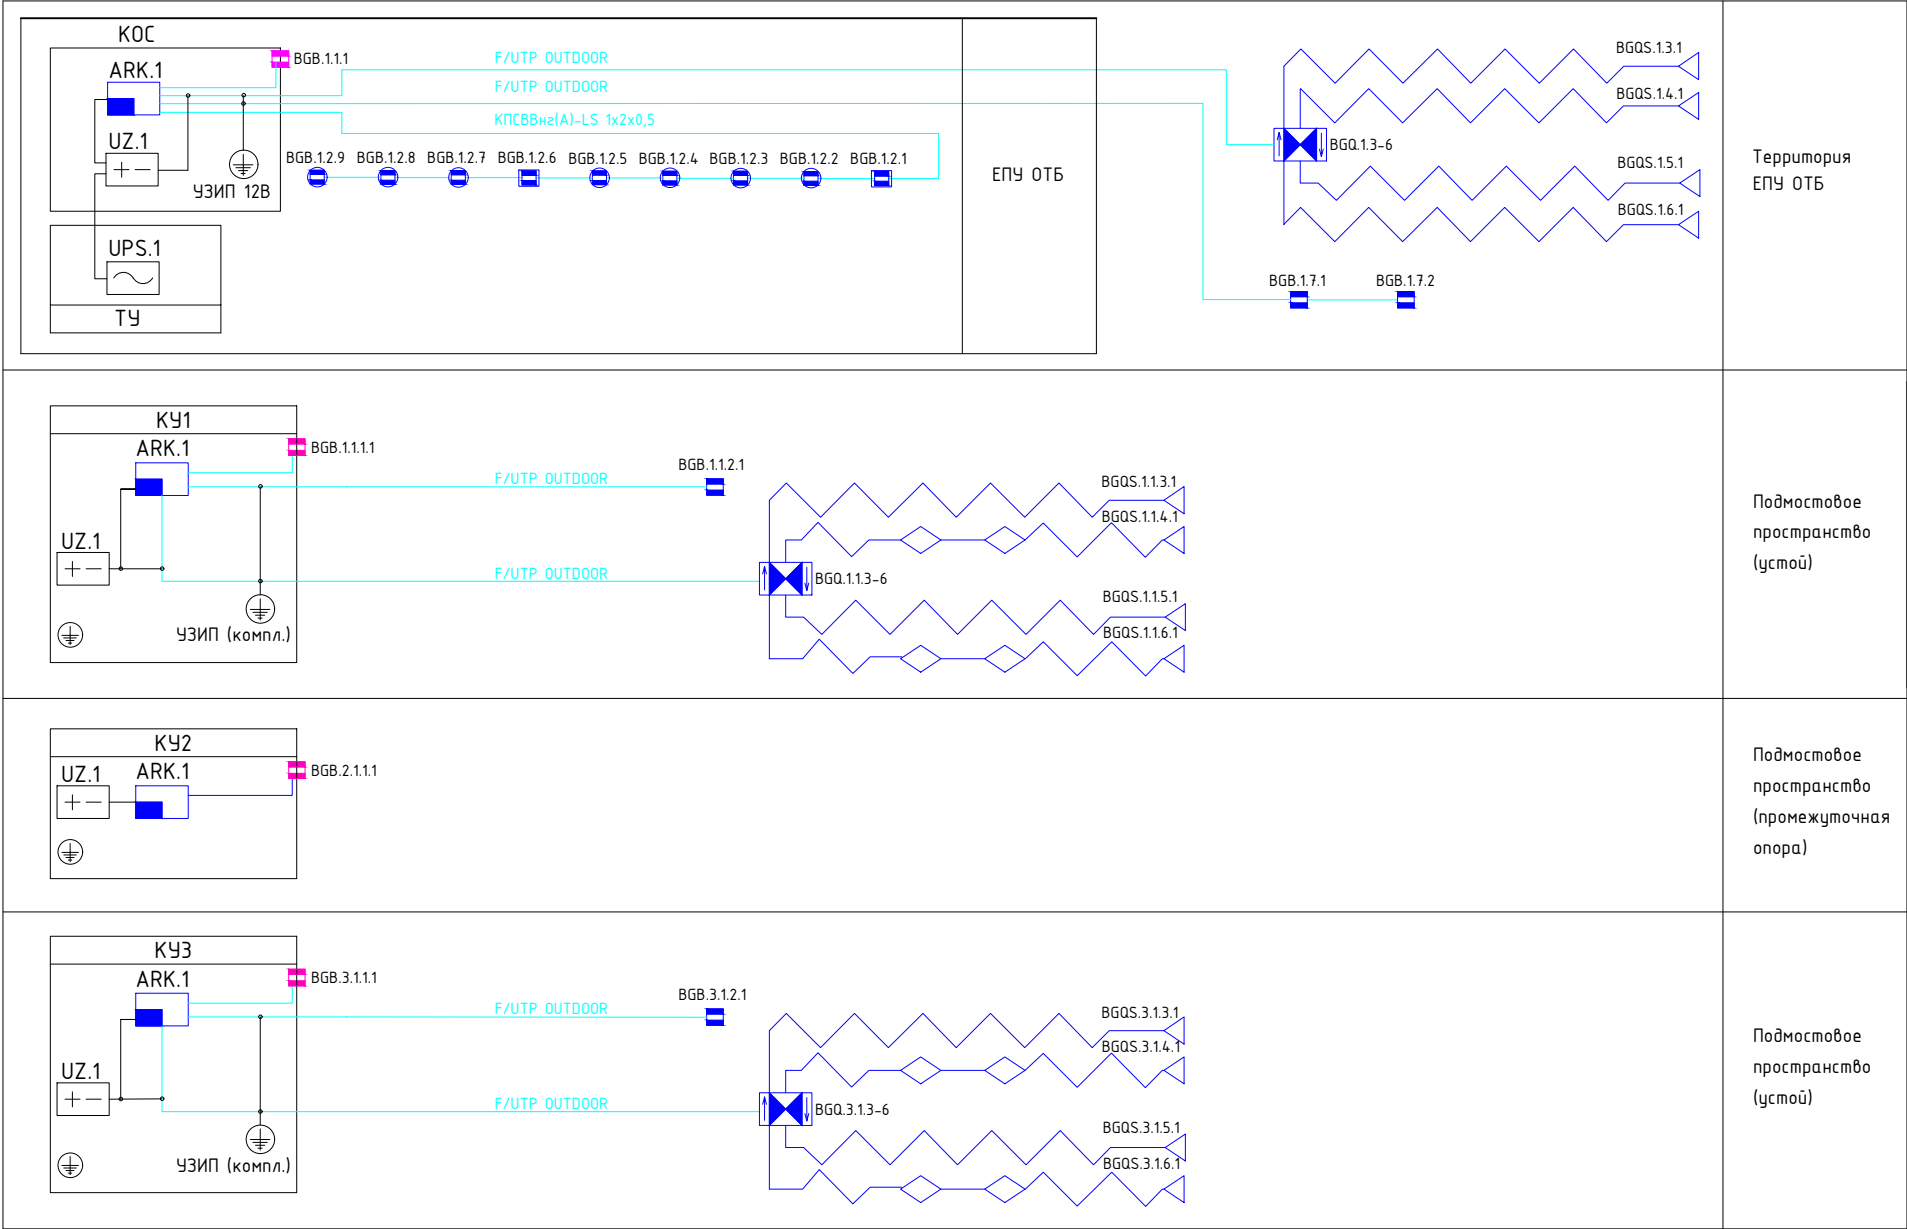 КОС
BGB.1.1.1
ARK.1
UZ.1
УЗИП 12В
UPS.1
ТУ
F/UTP OUTDOOR
F/UTP OUTDOOR
КПСВВнг(А)-LS 1х2х0,5
BGB.1.2.9 BGB.1.2.8 BGB.1.2.7 BGB.1.2.6 BGB.1.2.5 BGB.1.2.4 BGB.1.2.3 BGB.1.2.2 BGB.1.2.1
ЕПУ ОТБ
BGQS.1.3.1
BGQS.1.4.1
BGQ.1.3-6
BGQS.1.5.1
BGQS.1.6.1
BGB.1.7.1 BGB.1.7.2
Территория
ЕПУ ОТБ
КУ1
ARK.1
BGB.1.1.1.1
UZ.1
УЗИП (компл.)
F/UTP OUTDOOR
BGB.1.1.2.1
F/UTP OUTDOOR
BGQS.1.1.3.1
BGQS.1.1.4.1
BGQ.1.1.3-6
BGQS.1.1.5.1
BGQS.1.1.6.1
Подмостовое
пространство
(устой)
КУ2
UZ.1 ARK.1
BGB.2.1.1.1
Подмостовое
пространство
(промежуточная
опора)
КУ3
ARK.1
BGB.3.1.1.1
UZ.1
УЗИП (компл.)
F/UTP OUTDOOR
BGB.3.1.2.1
F/UTP OUTDOOR
BGQS.3.1.3.1
BGQS.3.1.4.1
BGQ.3.1.3-6
BGQS.3.1.5.1
BGQS.3.1.6.1
Подмостовое
пространство
(устой)